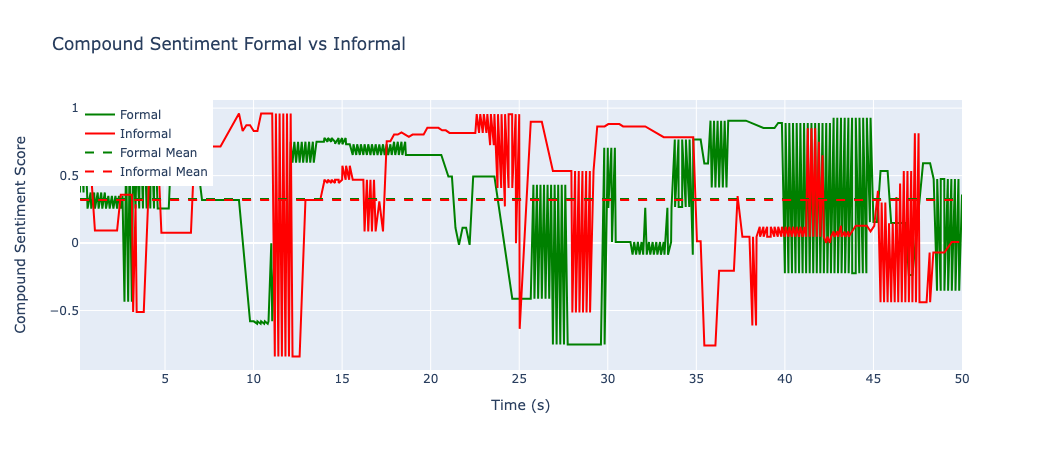 Compound Sentiment Formal vs Informal
Compound Sentiment Score
1
0.5
0
−0.5
Formal
Informal
Formal Mean
Informal Mean
5 10 15 20 25 30 35 40 45 50
Time (s)